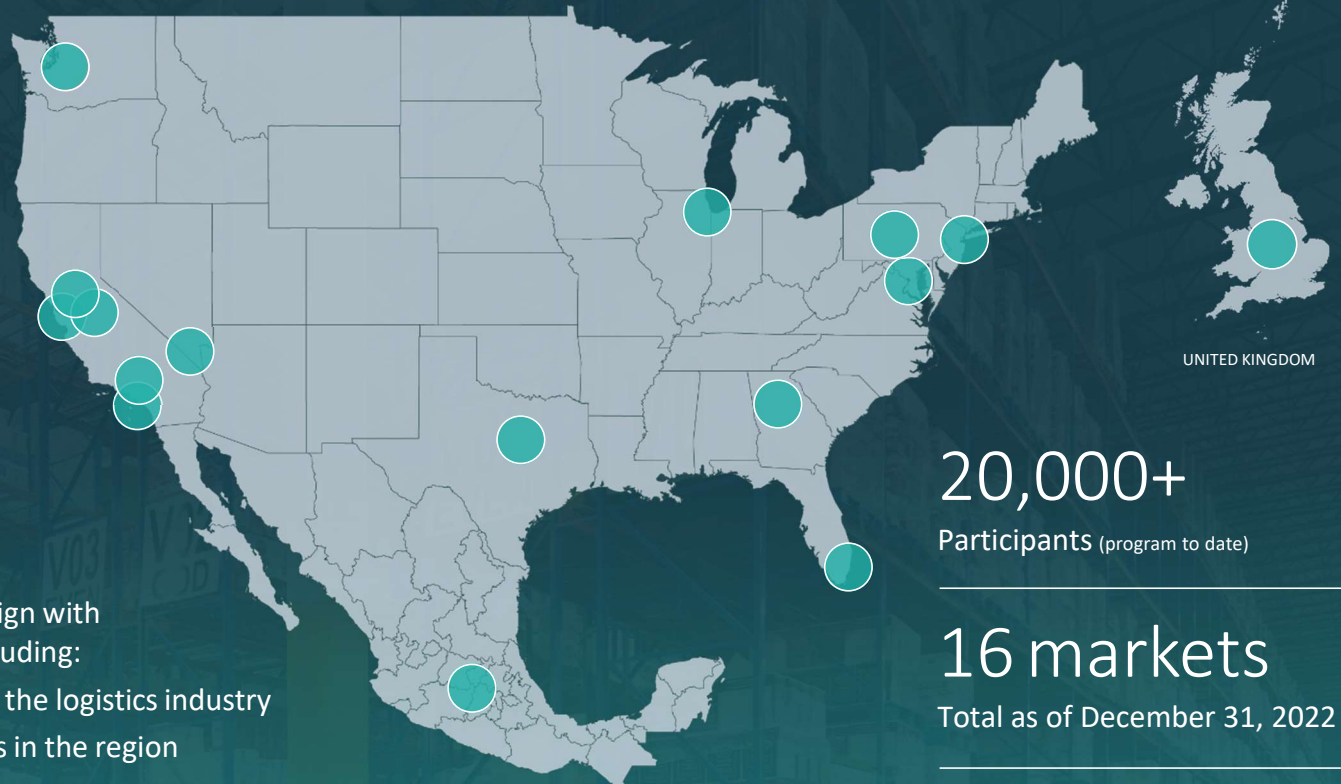 UNITED KINGDOM
20,000+
Participants (program to date)
16 markets
Total as of December 31, 2022
ign with
uding:
the logistics industry
s in the region
V03